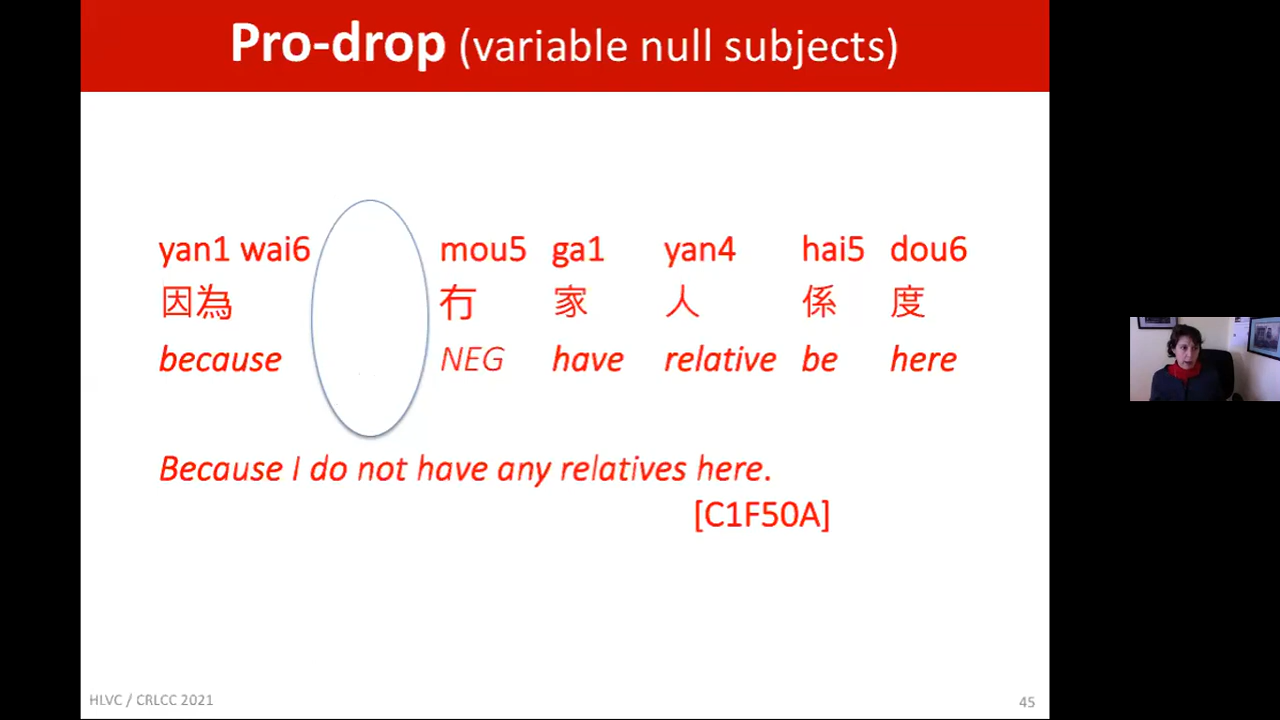 Pro-drop (variable null subjects)
yan1 wai6 mou5 ga1 yan4 hai5 dou6
因為 冇 家 人 係 度
because NEG have relative be here
Because I do not have any relatives here.
[C1F50A]
HLVC / CRLCC 2021
45